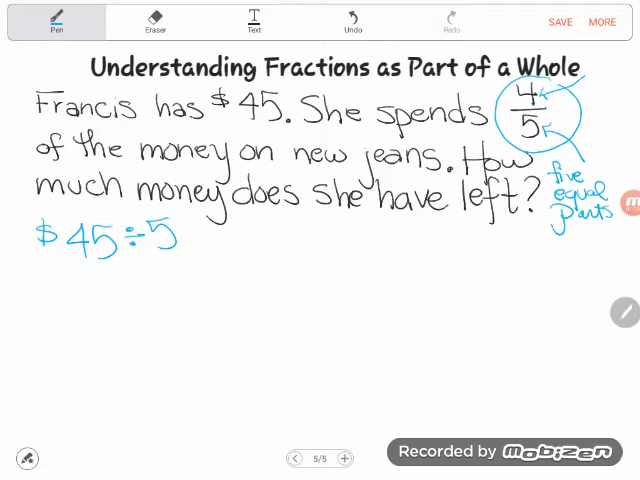 Pen
Eraser
Text
Undo
Redo
SAVE
MORE
Understanding Fractions as Part of a Whole
Francis has $45. She spends 4/5
of the money on new jeans. How
much money does she have left?
five
equal
parts
$45÷5
5/5
Recorded by mobizen